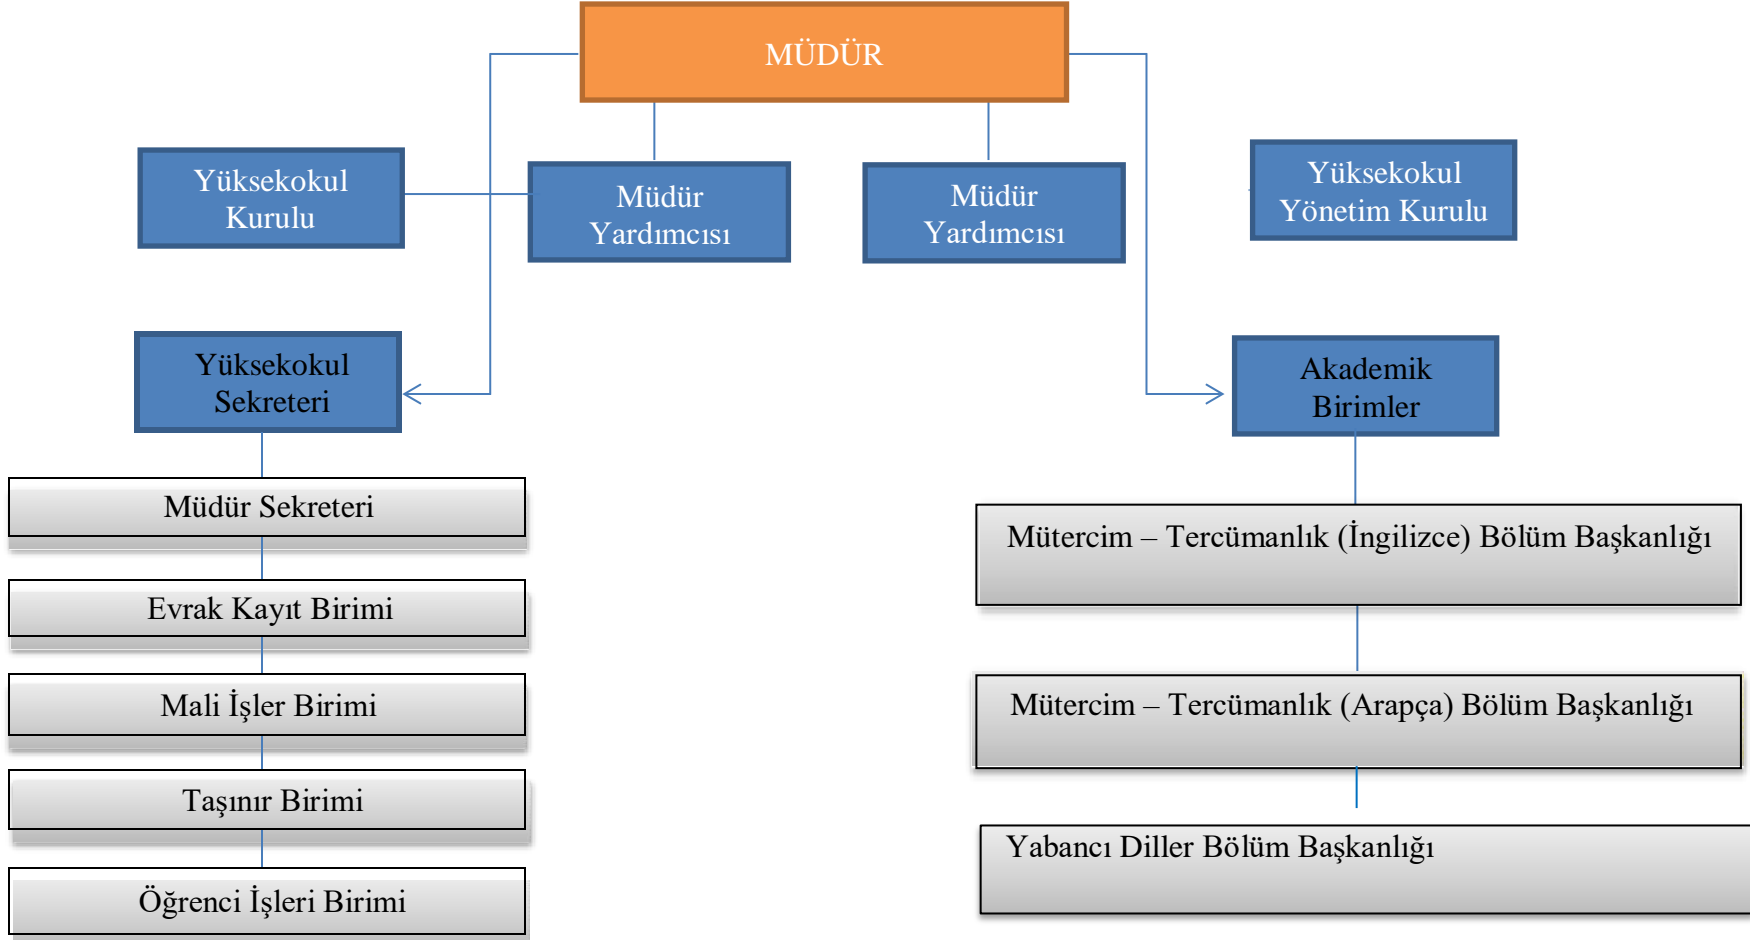 MÜDÜR
Yüksekokul
Kurulu
Müdür
Yardımcısı
Müdür
Yardımcısı
Yüksekokul
Yönetim Kurulu
Yüksekokul
Sekreteri
Akademik
Birimler
Müdür Sekreteri
Evrak Kayıt Birimi
Mali İşler Birimi
Taşınır Birimi
Öğrenci İşleri Birimi
Mütercim – Tercümanlık (İngilizce) Bölüm Başkanlığı
Mütercim – Tercümanlık (Arapça) Bölüm Başkanlığı
Yabancı Diller Bölüm Başkanlığı